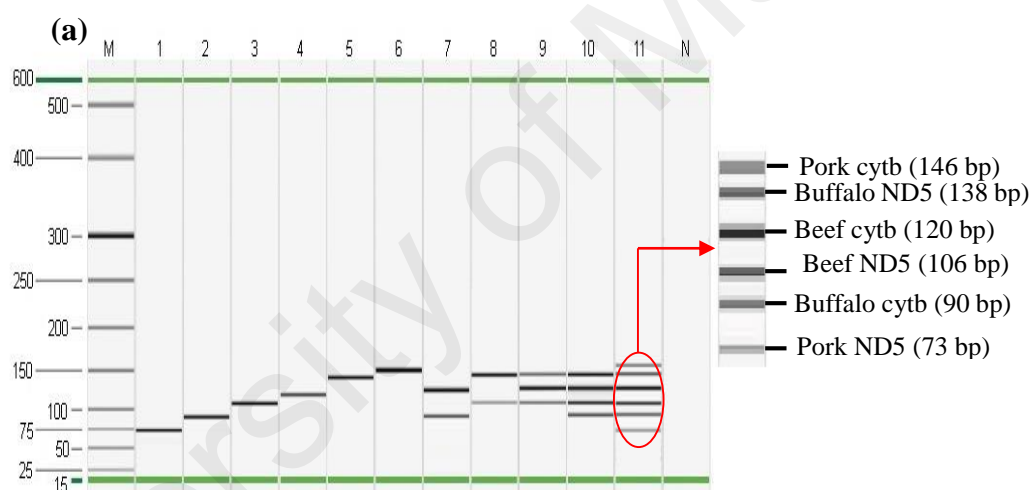 (a)
M 1 2 3 4 5 6 7 8 9 10 11 N
600
500
400
300
250
200
150
100
75
50
25
15
Pork cytb (146 bp)
Buffalo ND5 (138 bp)
Beef cytb (120 bp)
Beef ND5 (106 bp)
Buffalo cytb (90 bp)
Pork ND5 (73 bp)
ersity of M